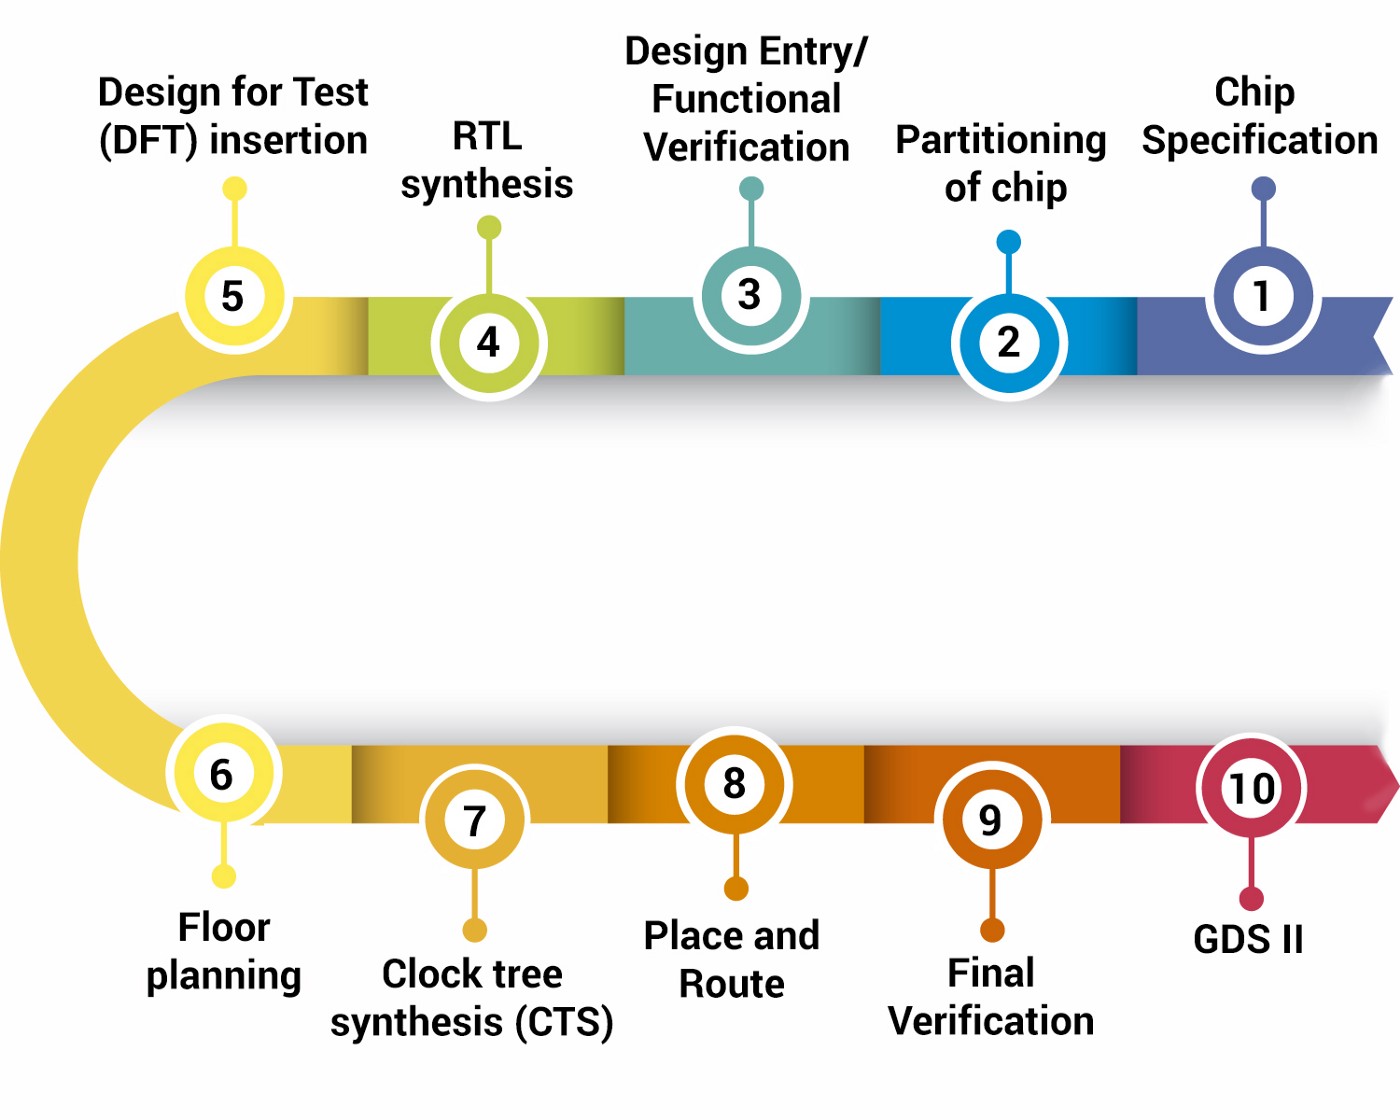 Chip
Specification
1
Partitioning
of chip
2
Design Entry/
Functional
Verification
3
RTL
synthesis
4
Design for Test
(DFT) insertion
5
6
Floor
planning
7
Clock tree
synthesis (CTS)
8
Place and
Route
9
Final
Verification
10
GDS II